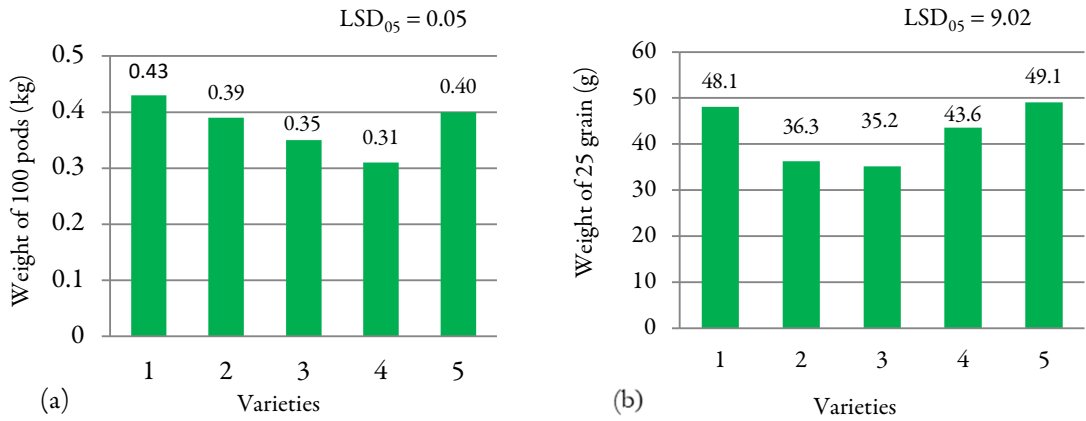 LSD05 = 0.05
Weight of 100 pods (kg)
0.5
0.4
0.3
0.2
0.1
0
0.43
0.39
0.35
0.31
0.40
1 2 3 4 5
(a)
Varieties
LSD05 = 9.02
Weight of 25 grain (g)
60
50
40
30
20
10
0
48.1
36.3
35.2
43.6
49.1
1 2 3 4 5
(b)
Varieties